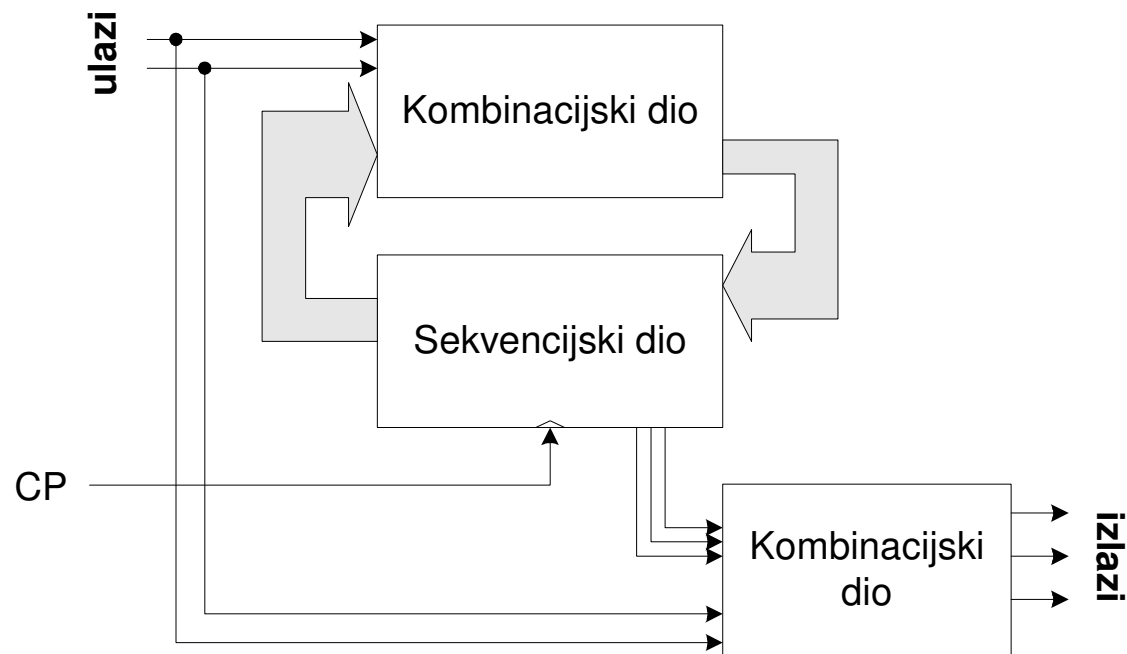 ulazi
Kombinacijski dio
Sekvencijski dio
CP
Kombinacijski
dio
izlazi